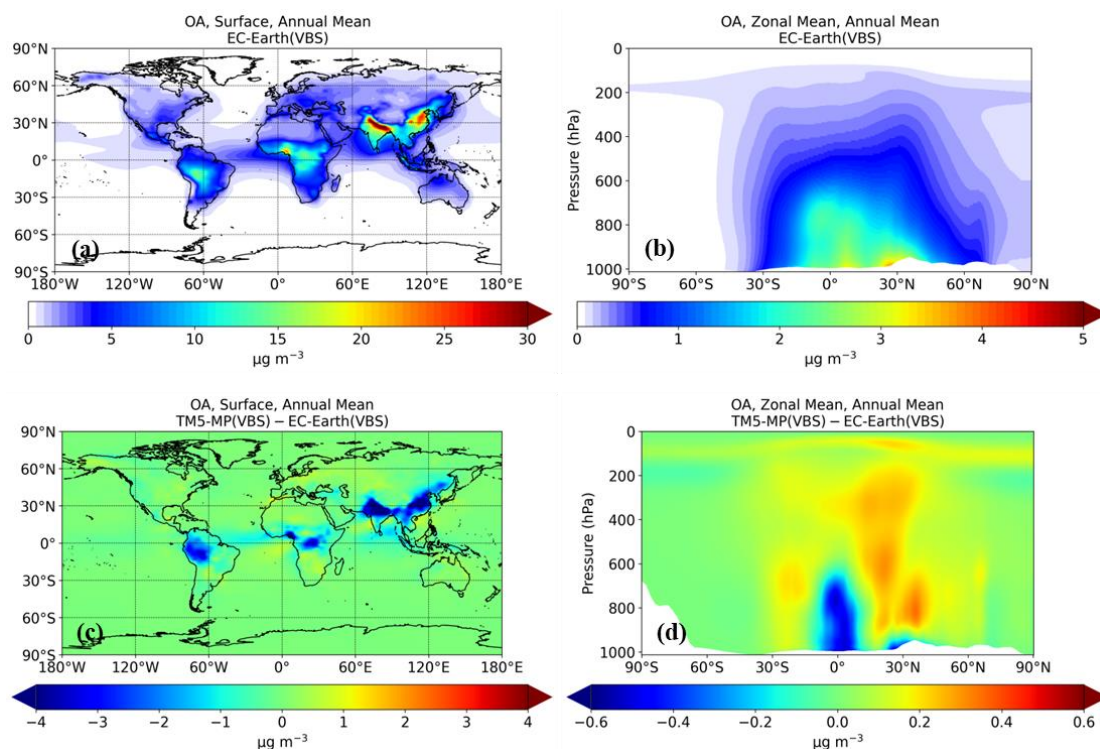 OA, Surface, Annual Mean
EC-Earth(VBS)
90°N
60°N
30°N
0°
30°S
60°S
90°S
(a)
180°W 120°W 60°W 0° 60°E 120°E 180°E
0 5 10 15 20 25 30
µg m⁻³
OA, Zonal Mean, Annual Mean
EC-Earth(VBS)
Pressure (hPa)
0
200
400
600
800
1000
(b)
90°S 60°S 30°S 0° 30°N 60°N 90°N
0 1 2 3 4 5
µg m⁻³
OA, Surface, Annual Mean
TM5-MP(VBS) − EC-Earth(VBS)
90°N
60°N
30°N
0°
30°S
60°S
90°S
(c)
180°W 120°W 60°W 0° 60°E 120°E 180°E
−4 −3 −2 −1 0 1 2 3 4
µg m⁻³
OA, Zonal Mean, Annual Mean
TM5-MP(VBS) − EC-Earth(VBS)
Pressure (hPa)
0
200
400
600
800
1000
(d)
90°S 60°S 30°S 0° 30°N 60°N 90°N
−0.6 −0.4 −0.2 0.0 0.2 0.4 0.6
µg m⁻³